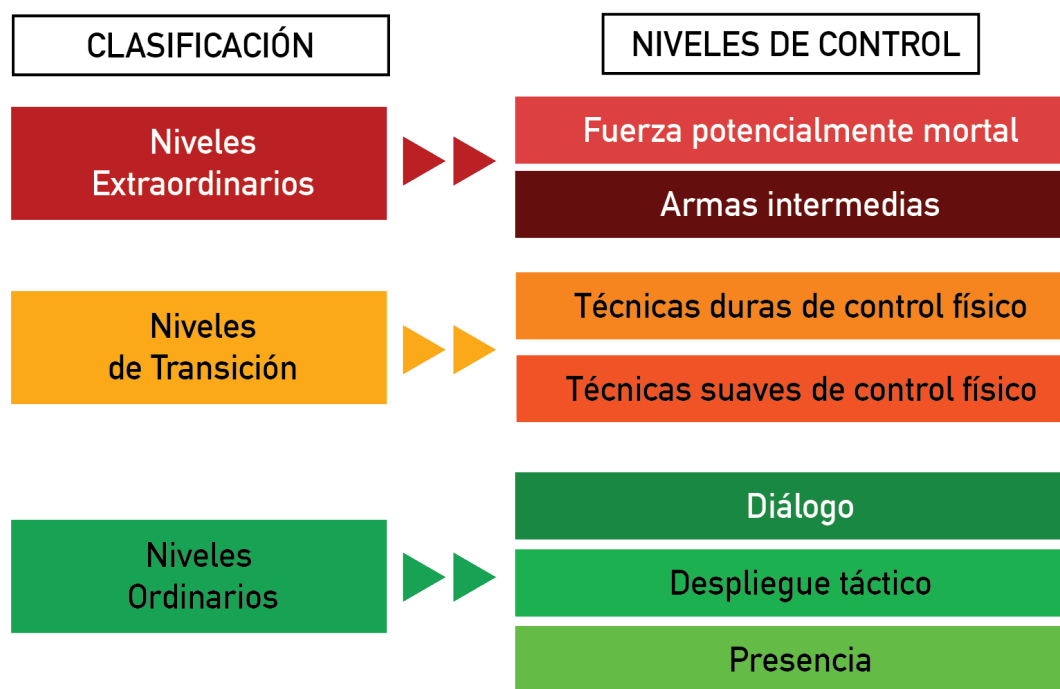 CLASIFICACIÓN
NIVELES DE CONTROL
Niveles
Extraordinarios
Fuerza potencialmente mortal
Armas intermedias
Niveles
de Transición
Técnicas duras de control físico
Técnicas suaves de control físico
Niveles
Ordinarios
Diálogo
Despliegue táctico
Presencia